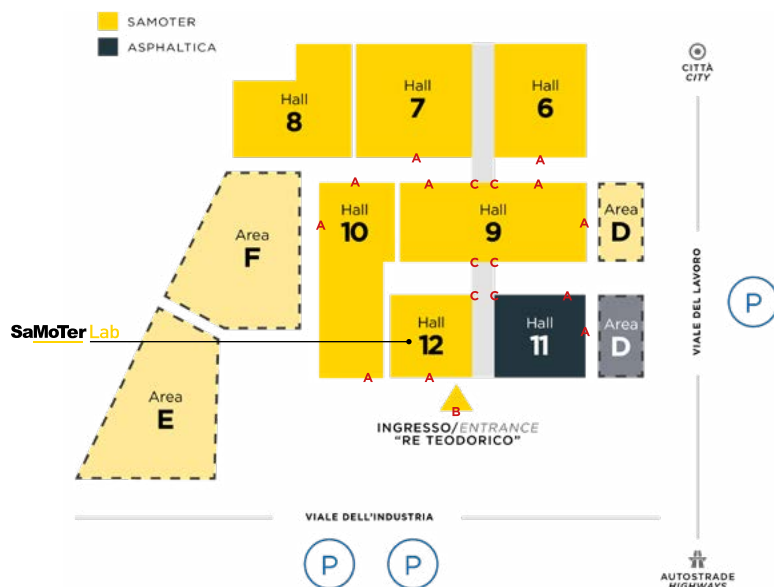 SAMOTER
ASPHALTICA
CITTÀ
CITY
Hall
8
Hall
7
Hall
6
A
A
A
A
C
C
A
Hall
10
A
Hall
9
A
Area
D
Area
F
C
C
C
C
A
VIALE DEL LAVORO
P
SaMoTer Lab
Hall
12
Hall
11
A
Area
D
A
A
B
Area
E
INGRESSO/ENTRANCE
"RE TEODORICO"
VIALE DELL'INDUSTRIA
P
P
AUTOSTRADE
HIGHWAYS